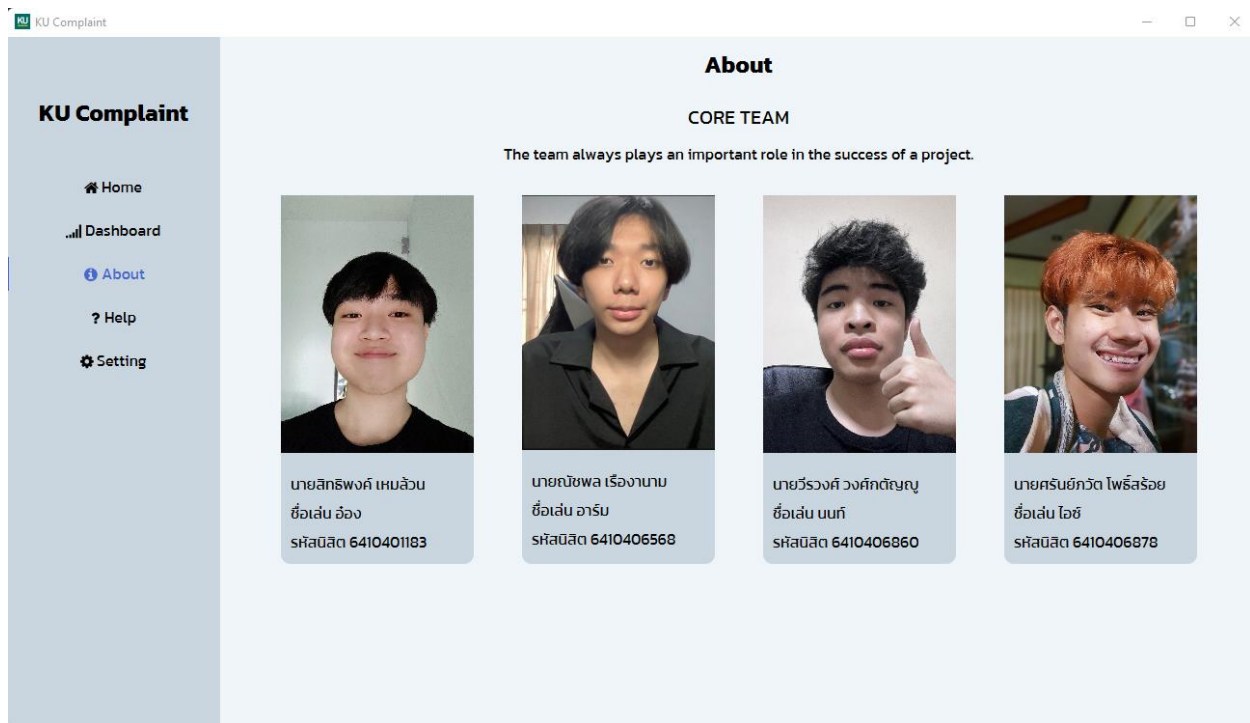 KU KU Complaint
KU Complaint
Home
Dashboard
About
? Help
Setting
About
CORE TEAM
The team always plays an important role in the success of a project.
นายสิทธิพงค์ เหมล้วน
ชื่อเล่น อ๋อง
รหัสนิสิต 6410401183
นายณัชพล เรืองานาม
ชื่อเล่น อาร์ม
รหัสนิสิต 6410406568
นายวีรวงศ์ วงศ์กตัญญู
ชื่อเล่น นนท์
รหัสนิสิต 6410406860
นายศรันย์ภวัต โพธิ์สร้อย
ชื่อเล่น ไอซ์
รหัสนิสิต 6410406878